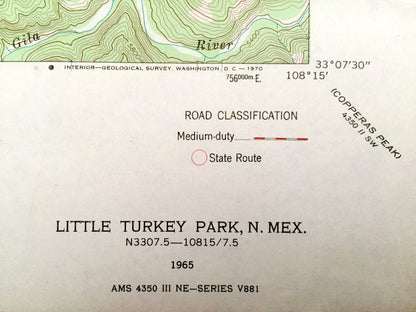 Gila
River
6800
6400
INTERIOR—GEOLOGICAL SURVEY, WASHINGTON, D. C.—1970
33°07'30"
756000m.E.
108°15'
(COPPERAS PEAK)
4350 II SW
ROAD CLASSIFICATION
Medium-duty
State Route
LITTLE TURKEY PARK, N. MEX.
N3307.5—10815/7.5
1965
AMS 4350 III NE—SERIES V881